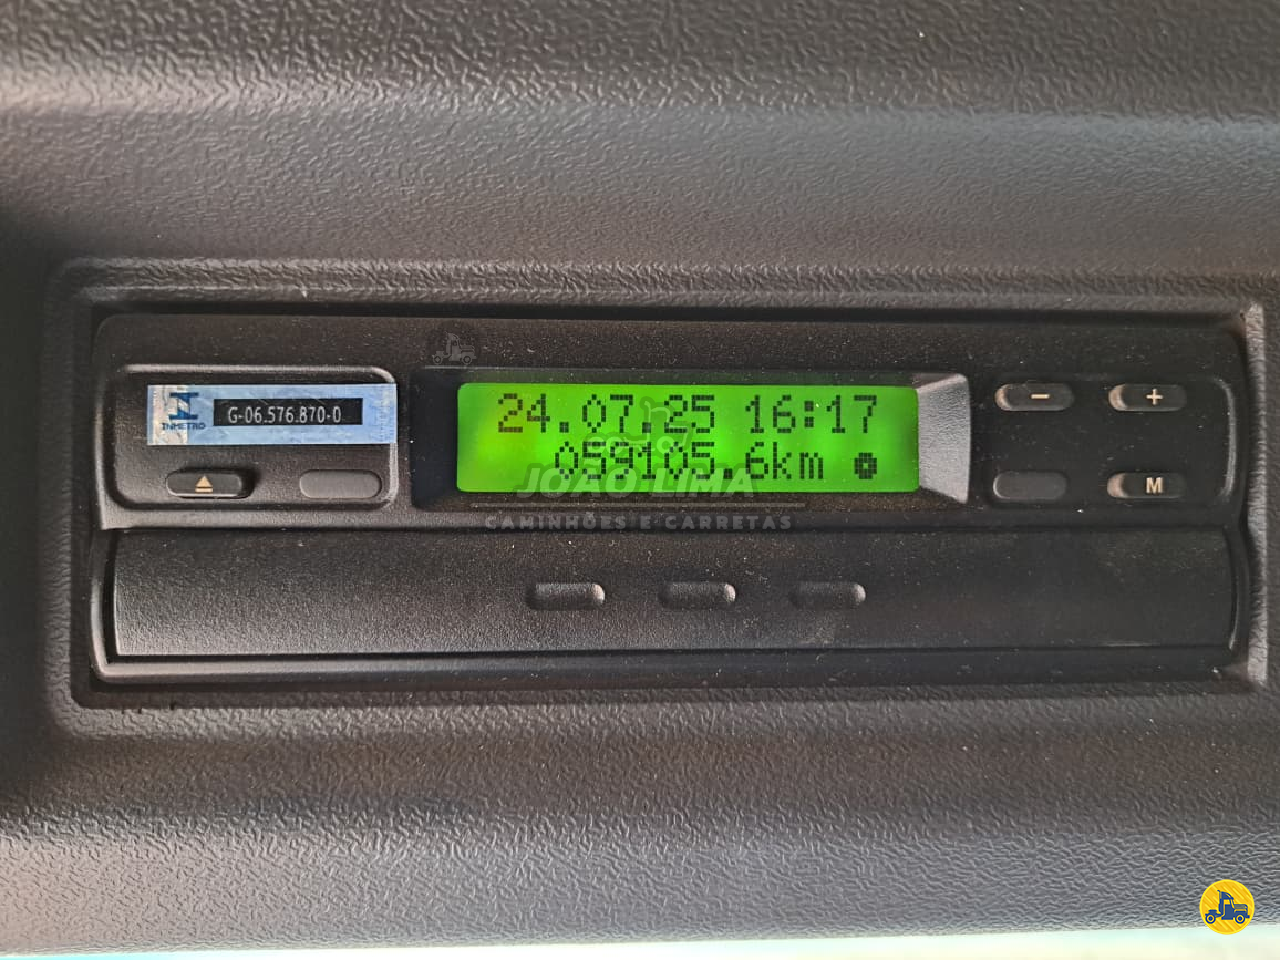 INMETRO
G-06.576.870-0
24.07.25 16:17
059105.6km
JOÃO LIMA
CAMINHÕES E CARRETAS
M